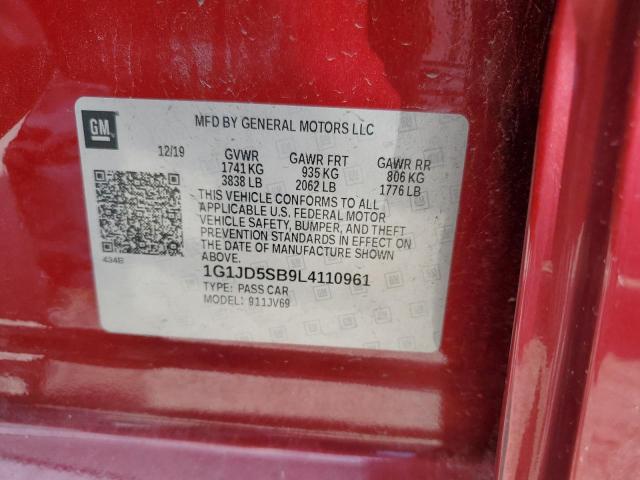 GM
MFD BY GENERAL MOTORS LLC
12/19 GVWR GAWR FRT GAWR RR
1741 KG 935 KG 806 KG
3838 LB 2062 LB 1776 LB
THIS VEHICLE CONFORMS TO ALL
APPLICABLE U.S. FEDERAL MOTOR
VEHICLE SAFETY, BUMPER, AND THEFT
PREVENTION STANDARDS IN EFFECT ON
THE DATE OF MANUFACTURE SHOWN
ABOVE.
434B
1G1JD5SB9L4110961
TYPE: PASS CAR
MODEL: 911JV69